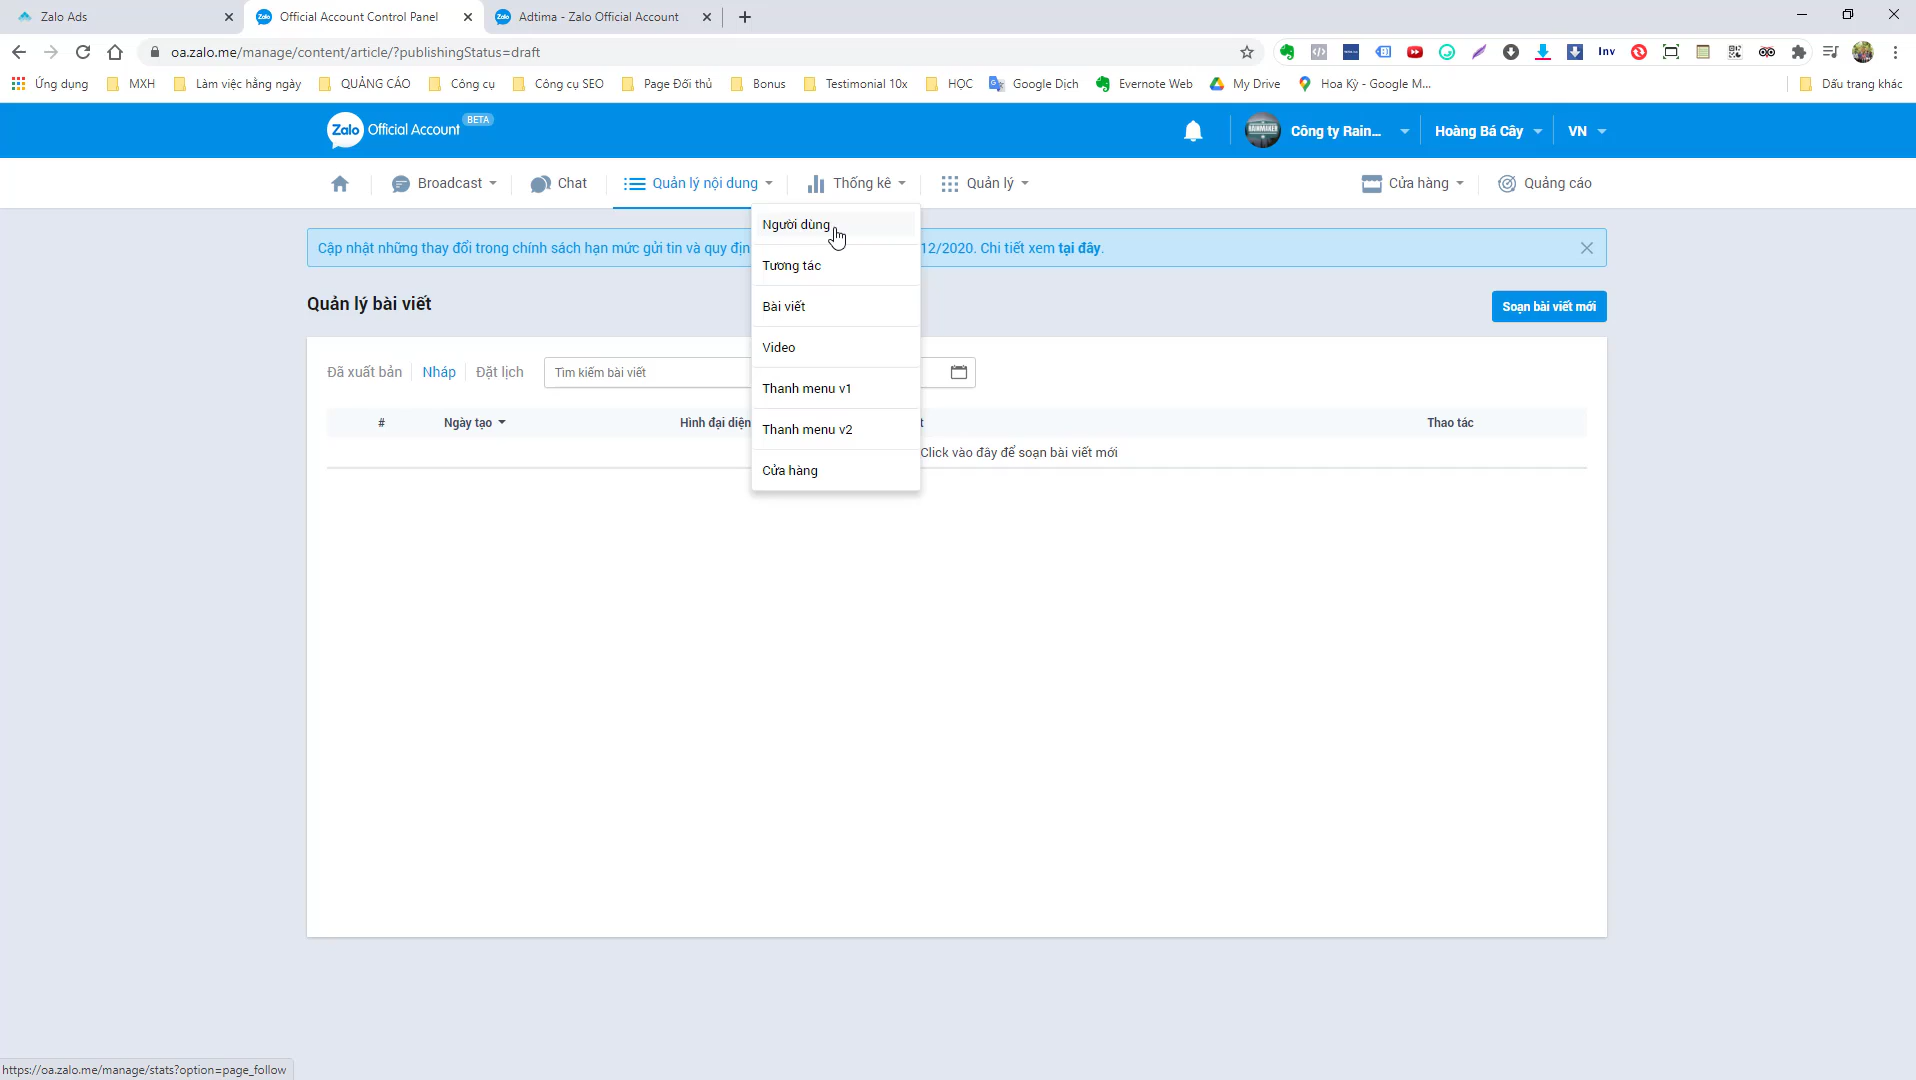 Zalo Ads
Official Account Control Panel
Adtima - Zalo Official Account
oa.zalo.me/manage/content/article/?publishingStatus=draft
Inv
Ứng dụng
MXH
Làm việc hằng ngày
QUẢNG CÁO
Công cụ
Công cụ SEO
Page Đối thủ
Bonus
Testimonial 10x
HỌC
Google Dịch
Evernote Web
My Drive
Hoa Kỳ - Google M...
Dấu trang khác
Zalo Official Account BETA
Công ty Rain...
Hoàng Bá Cây
VN
Broadcast
Chat
Quản lý nội dung
Thống kê
Quản lý
Cửa hàng
Quảng cáo
Cập nhật những thay đổi trong chính sách hạn mức gửi tin và quy địn
12/2020. Chi tiết xem tại đây.
Người dùng
Tương tác
Bài viết
Video
Thanh menu v1
Thanh menu v2
Cửa hàng
Quản lý bài viết
Soạn bài viết mới
Đã xuất bản
Nháp
Đặt lịch
Tìm kiếm bài viết
#
Ngày tạo
Hình đại diện
t
Thao tác
Click vào đây để soạn bài viết mới
https://oa.zalo.me/manage/stats?option=page_follow